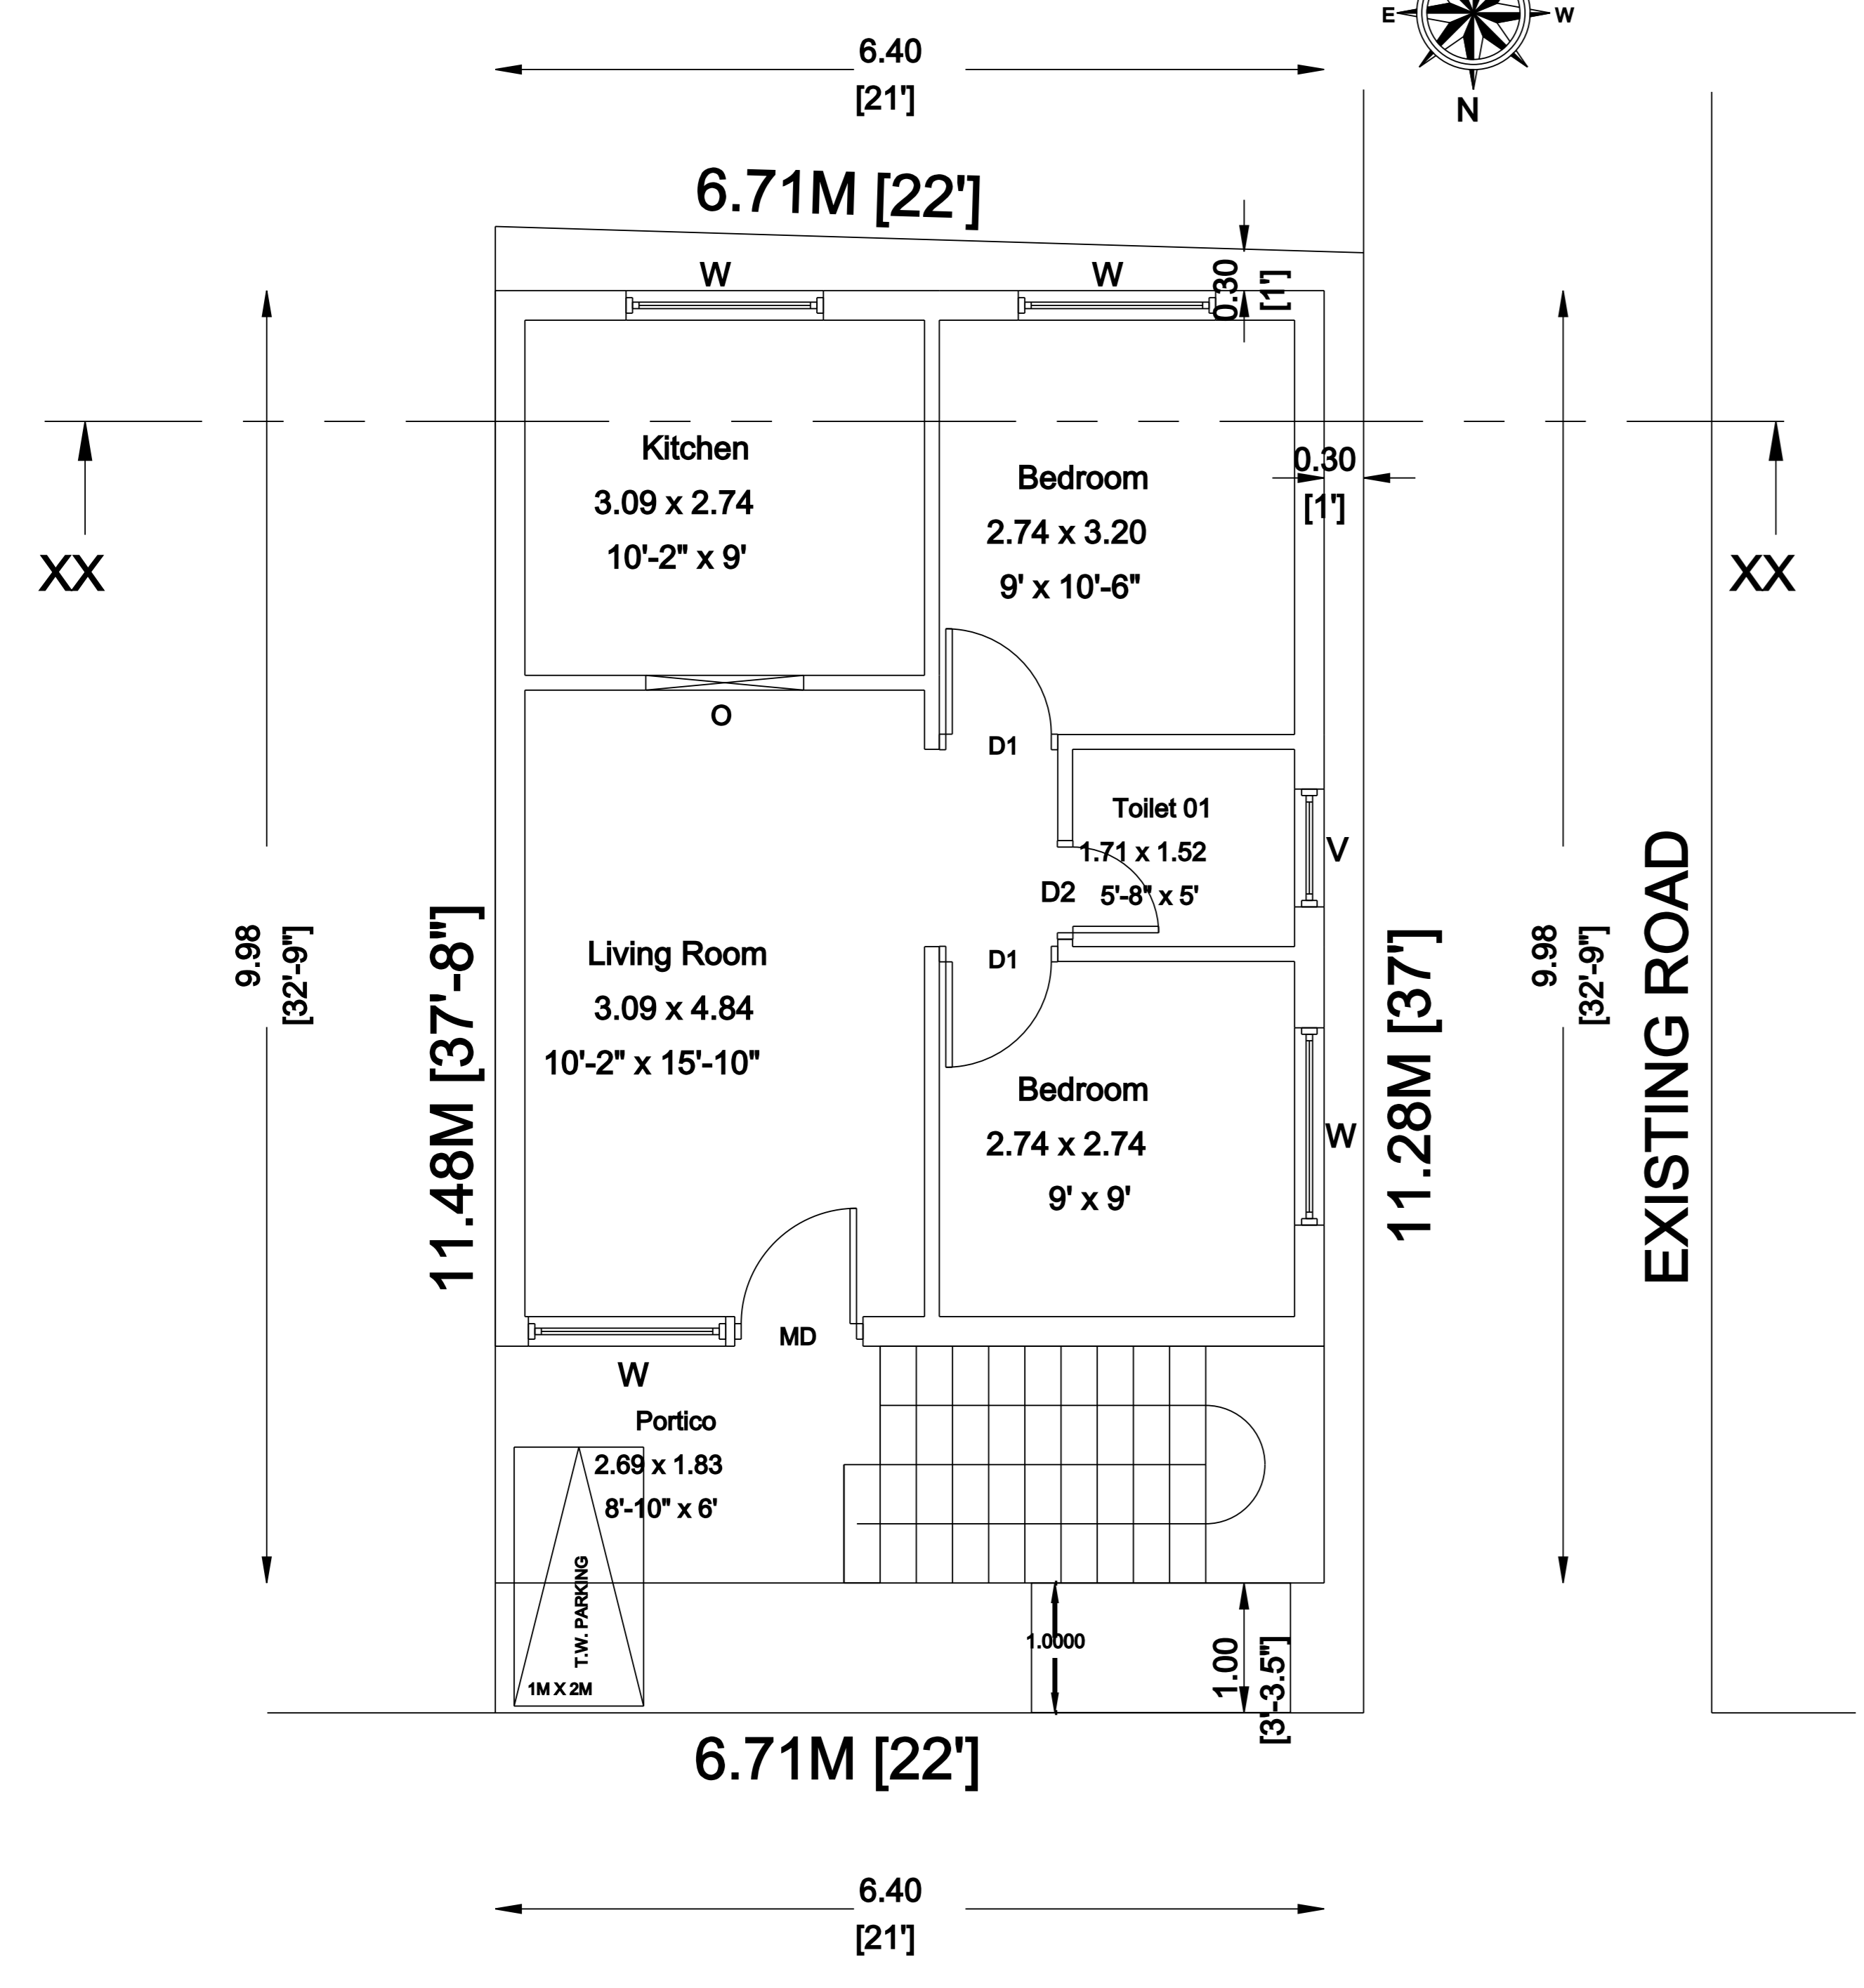 E
W
N
6.40
[21']
6.71M [22']
W
W
0.30
[1']
Kitchen
3.09 x 2.74
10'-2" x 9'
Bedroom
2.74 x 3.20
9' x 10'-6"
0.30
[1']
XX
XX
O
D1
Toilet 01
1.71 x 1.52
5'-8" x 5'
V
D2
D1
Living Room
3.09 x 4.84
10'-2" x 15'-10"
9.98
[32'-9"]
11.48M [37'-8"]
11.28M [37']
9.98
[32'-9"]
EXISTING ROAD
Bedroom
2.74 x 2.74
9' x 9'
W
MD
W
Portico
2.69 x 1.83
8'-10" x 6'
T.W. PARKING
1M X 2M
1.0000
1.00
[3'-3.5"]
6.71M [22']
6.40
[21']